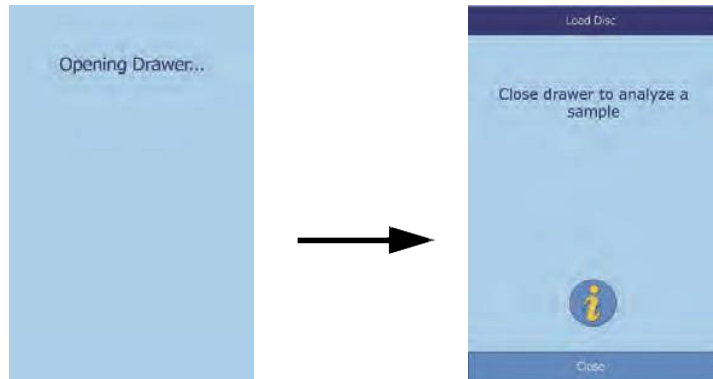 Opening Drawer...
Load Disc
Close drawer to analyze a
sample
i
Close